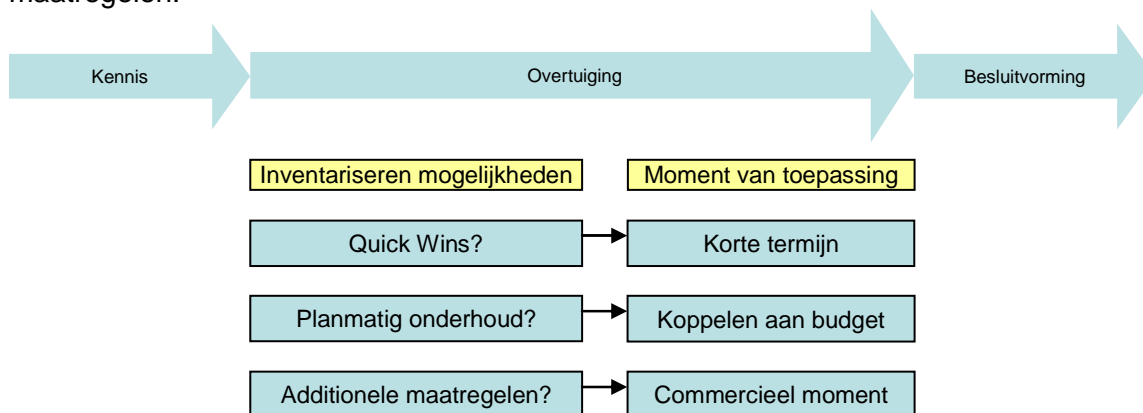 maatregelen.
Kennis
Overtuiging
Besluitvorming
Inventariseren mogelijkheden
Moment van toepassing
Quick Wins?
Korte termijn
Planmatig onderhoud?
Koppelen aan budget
Additionele maatregelen?
Commercieel moment